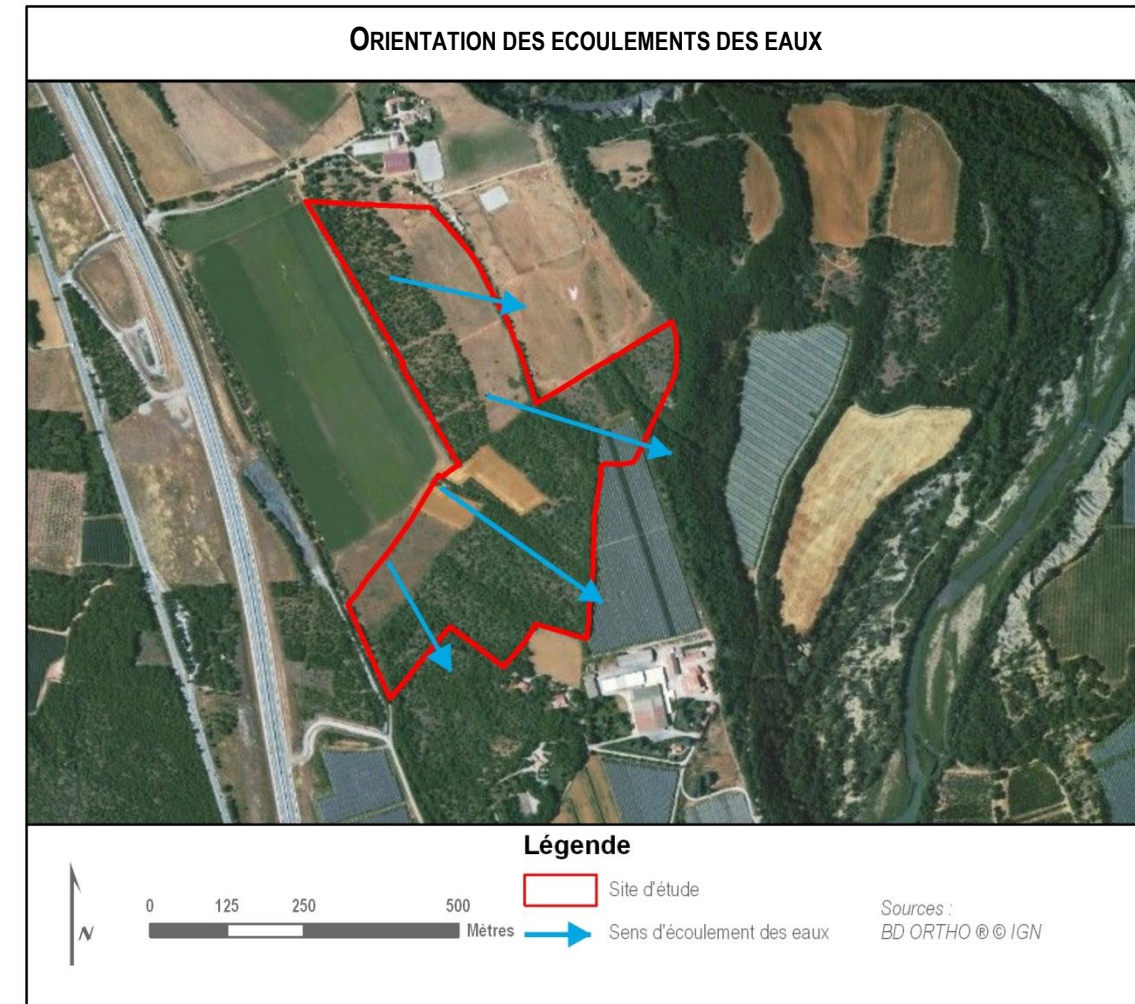 ORIENTATION DES ECOULEMENTS DES EAUX
Légende
Site d'étude
Sens d'écoulement des eaux
0 125 250 500
Mètres
N
Sources :
BD ORTHO ® © IGN